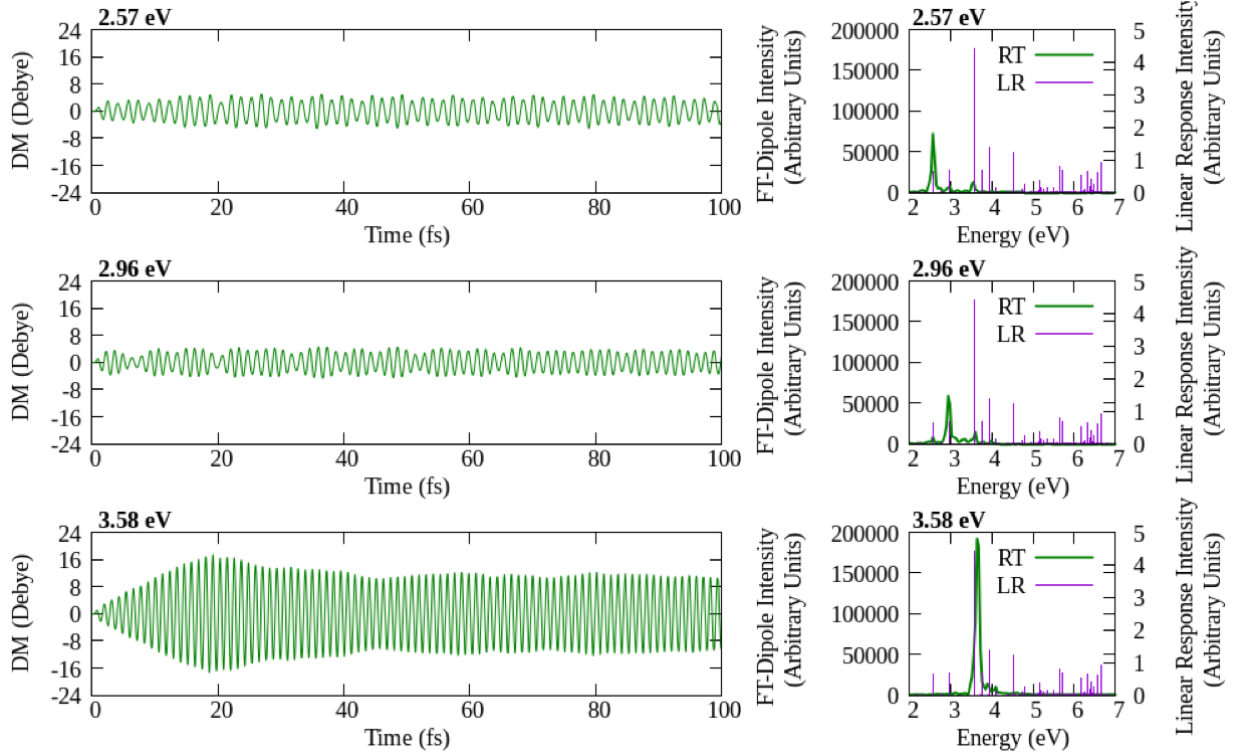 2.57 eV
24
16
8
0
-8
-16
-24
DM (Debye)
0 20 40 60 80 100
Time (fs)
2.57 eV
200000
150000
100000
50000
0
FT-Dipole Intensity
(Arbitrary Units)
RT
LR
5
4
3
2
1
0
Linear Response Intensity
(Arbitrary Units)
2 3 4 5 6 7
Energy (eV)
2.96 eV
24
16
8
0
-8
-16
-24
DM (Debye)
0 20 40 60 80 100
Time (fs)
2.96 eV
200000
150000
100000
50000
0
FT-Dipole Intensity
(Arbitrary Units)
RT
LR
5
4
3
2
1
0
Linear Response Intensity
(Arbitrary Units)
2 3 4 5 6 7
Energy (eV)
3.58 eV
24
16
8
0
-8
-16
-24
DM (Debye)
0 20 40 60 80 100
Time (fs)
3.58 eV
200000
150000
100000
50000
0
FT-Dipole Intensity
(Arbitrary Units)
RT
LR
5
4
3
2
1
0
Linear Response Intensity
(Arbitrary Units)
2 3 4 5 6 7
Energy (eV)